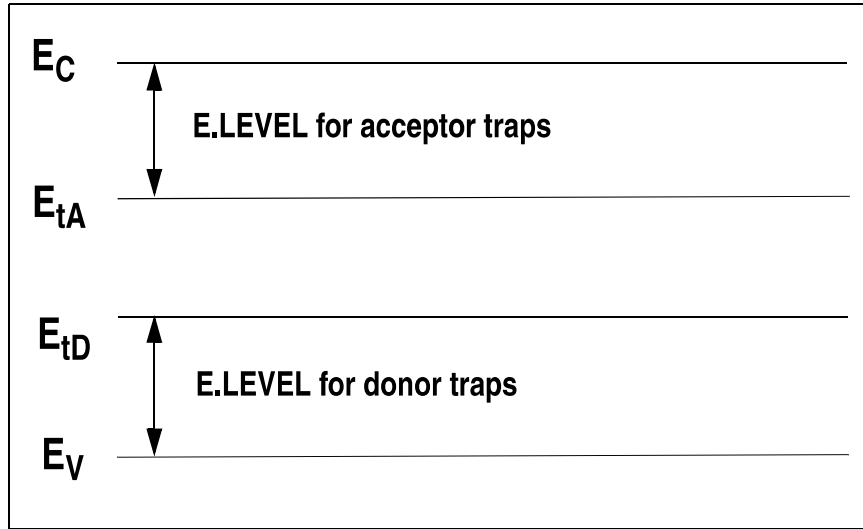 E_C
E.LEVEL for acceptor traps
E_tA
E_tD
E.LEVEL for donor traps
E_V